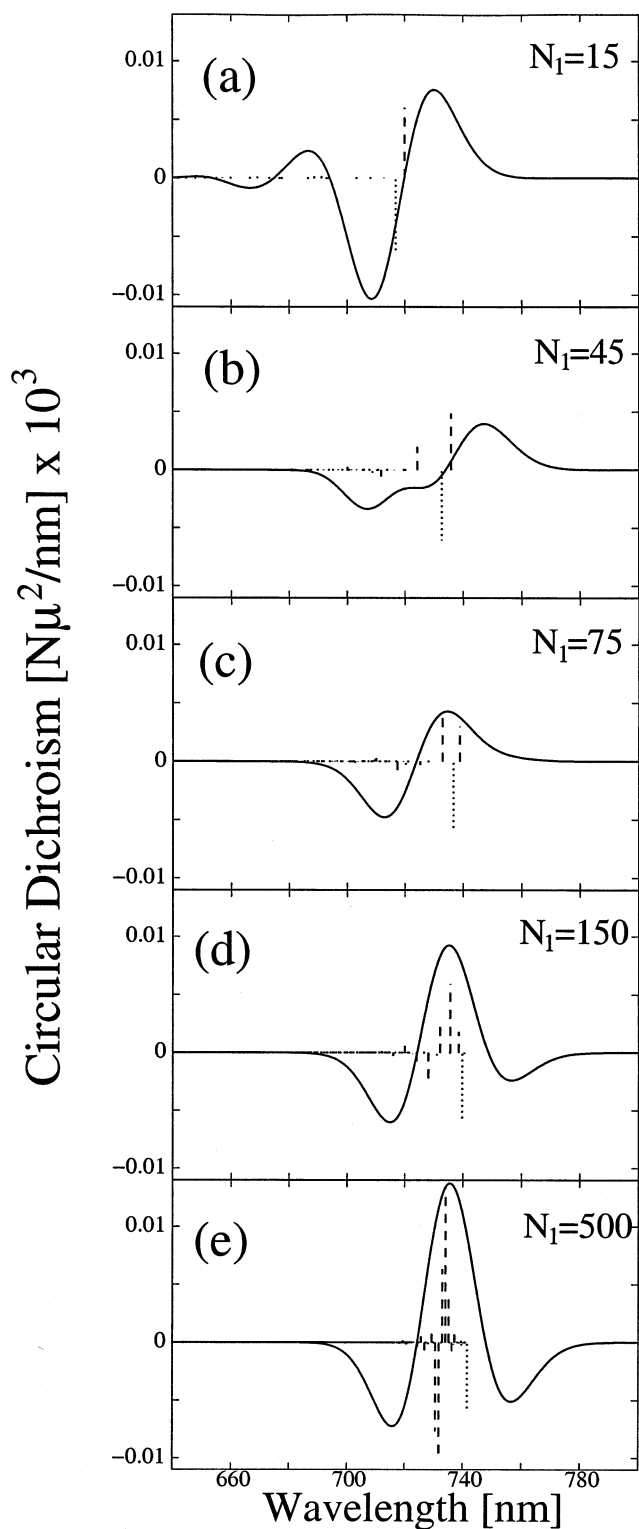 Circular Dichroism [Nμ²/nm] x 10³
0.01
(a)
N₁=15
0
−0.01
0.01
(b)
N₁=45
0
−0.01
0.01
(c)
N₁=75
0
−0.01
0.01
(d)
N₁=150
0
−0.01
0.01
(e)
N₁=500
0
−0.01
660 700 740 780
Wavelength [nm]